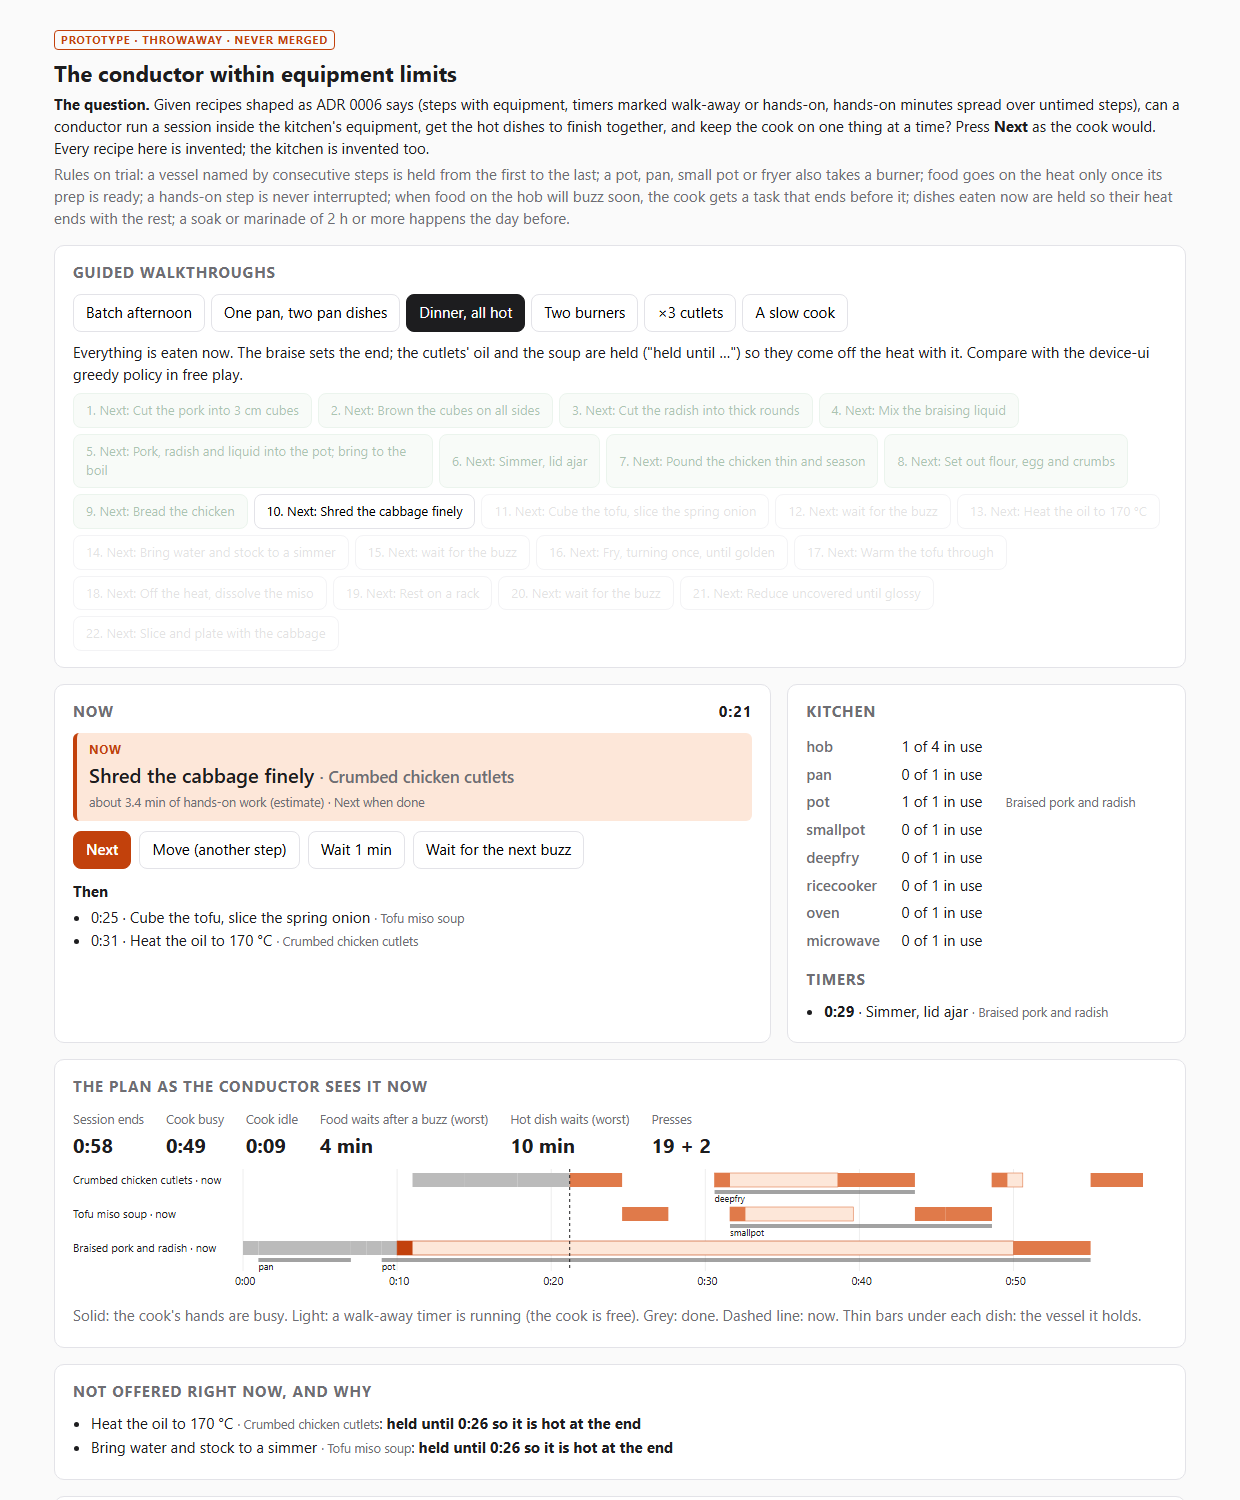 PROTOTYPE · THROWAWAY · NEVER MERGED
The conductor within equipment limits
The question. Given recipes shaped as ADR 0006 says (steps with equipment, timers marked walk-away or hands-on, hands-on minutes spread over untimed steps), can a
conductor run a session inside the kitchen's equipment, get the hot dishes to finish together, and keep the cook on one thing at a time? Press Next as the cook would.
Every recipe here is invented; the kitchen is invented too.
Rules on trial: a vessel named by consecutive steps is held from the first to the last; a pot, pan, small pot or fryer also takes a burner; food goes on the heat only once its
prep is ready; a hands-on step is never interrupted; when food on the hob will buzz soon, the cook gets a task that ends before it; dishes eaten now are held so their heat
ends with the rest; a soak or marinade of 2 h or more happens the day before.
GUIDED WALKTHROUGHS
Batch afternoon
One pan, two pan dishes
Dinner, all hot
Two burners
×3 cutlets
A slow cook
Everything is eaten now. The braise sets the end; the cutlets' oil and the soup are held ("held until ...") so they come off the heat with it. Compare with the device-ui
greedy policy in free play.
1. Next: Cut the pork into 3 cm cubes
2. Next: Brown the cubes on all sides
3. Next: Cut the radish into thick rounds
4. Next: Mix the braising liquid
5. Next: Pork, radish and liquid into the pot; bring to the
boil
6. Next: Simmer, lid ajar
7. Next: Pound the chicken thin and season
8. Next: Set out flour, egg and crumbs
9. Next: Bread the chicken
10. Next: Shred the cabbage finely
11. Next: Cube the tofu, slice the spring onion
12. Next: wait for the buzz
13. Next: Heat the oil to 170 °C
14. Next: Bring water and stock to a simmer
15. Next: wait for the buzz
16. Next: Fry, turning once, until golden
17. Next: Warm the tofu through
18. Next: Off the heat, dissolve the miso
19. Next: Rest on a rack
20. Next: wait for the buzz
21. Next: Reduce uncovered until glossy
22. Next: Slice and plate with the cabbage
NOW 0:21
NOW
Shred the cabbage finely · Crumbed chicken cutlets
about 3.4 min of hands-on work (estimate) · Next when done
Next
Move (another step)
Wait 1 min
Wait for the next buzz
Then
• 0:25 · Cube the tofu, slice the spring onion · Tofu miso soup
• 0:31 · Heat the oil to 170 °C · Crumbed chicken cutlets
KITCHEN
hob 1 of 4 in use
pan 0 of 1 in use
pot 1 of 1 in use Braised pork and radish
smallpot 0 of 1 in use
deepfry 0 of 1 in use
ricecooker 0 of 1 in use
oven 0 of 1 in use
microwave 0 of 1 in use
TIMERS
• 0:29 · Simmer, lid ajar · Braised pork and radish
THE PLAN AS THE CONDUCTOR SEES IT NOW
Session ends Cook busy Cook idle Food waits after a buzz (worst) Hot dish waits (worst) Presses
0:58 0:49 0:09 4 min 10 min 19 + 2
Crumbed chicken cutlets · now
deepfry
Tofu miso soup · now
smallpot
Braised pork and radish · now
pan pot
0:00 0:10 0:20 0:30 0:40 0:50
Solid: the cook's hands are busy. Light: a walk-away timer is running (the cook is free). Grey: done. Dashed line: now. Thin bars under each dish: the vessel it holds.
NOT OFFERED RIGHT NOW, AND WHY
• Heat the oil to 170 °C · Crumbed chicken cutlets: held until 0:26 so it is hot at the end
• Bring water and stock to a simmer · Tofu miso soup: held until 0:26 so it is hot at the end